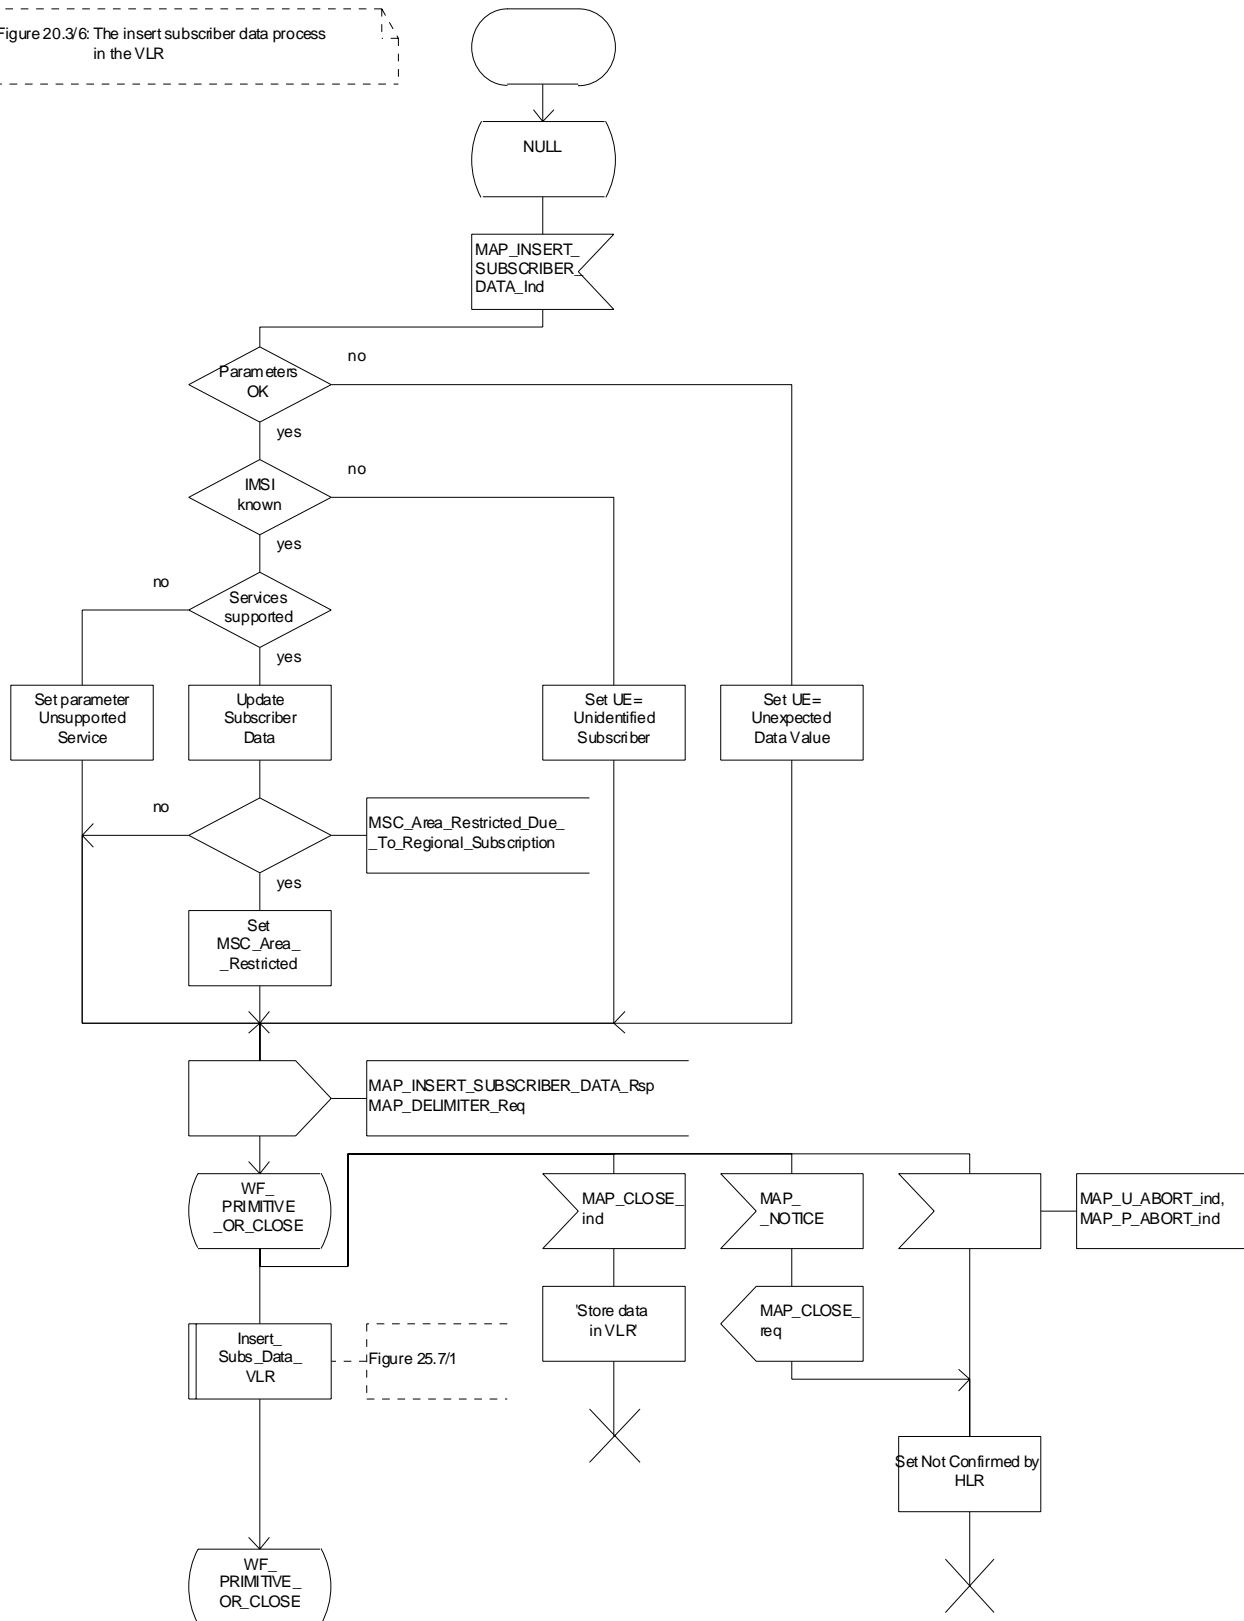 Figure 20.3/6: The insert subscriber data process
in the VLR
NULL
MAP_INSERT_
SUBSCRIBER_
DATA_Ind
Parameters
OK
no
yes
IMSI
known
no
yes
Services
supported
no
yes
Set parameter
Unsupported
Service
Update
Subscriber
Data
Set UE=
Unidentified
Subscriber
Set UE=
Unexpected
Data Value
no
MSC_Area_Restricted_Due_
_To_Regional_Subscription
yes
Set
MSC_Area_
_Restricted
MAP_INSERT_SUBSCRIBER_DATA_Rsp
MAP_DELIMITER_Req
WF_
PRIMITIVE
_OR_CLOSE
MAP_CLOSE_
ind
MAP_
_NOTICE
MAP_U_ABORT_ind,
MAP_P_ABORT_ind
'Store data
in VLR'
MAP_CLOSE_
req
Insert_
Subs_Data_
VLR
Figure 25.7/1
Set Not Confirmed by
HLR
WF_
PRIMITIVE_
OR_CLOSE